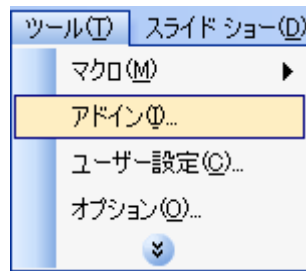 ツール(T) スライド ショー(D)
マクロ(M)
アドイン(I)...
ユーザー設定(C)...
オプション(O)...